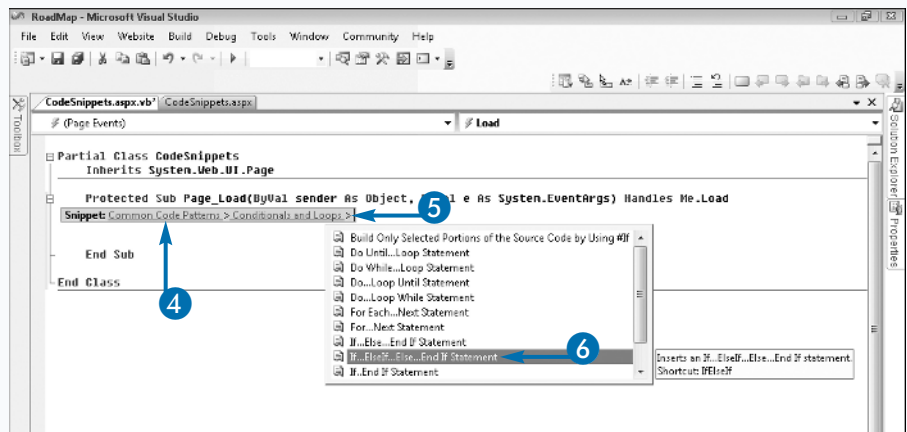 RoadMap - Microsoft Visual Studio
File Edit View Website Build Debug Tools Window Community Help
CodeSnippets.aspx.vb* CodeSnippets.aspx
Toolbox
(Page Events)
Load
Solution Explorer
Properties
Partial Class CodeSnippets
Inherits System.Web.UI.Page
Protected Sub Page_Load(ByVal sender As Object, l e As System.EventArgs) Handles Me.Load
Snippet: Common Code Patterns > Conditionals and Loops >
5
End Sub
End Class
4
Build Only Selected Portions of the Source Code by Using #If
Do Until...Loop Statement
Do While...Loop Statement
Do...Loop Until Statement
Do...Loop While Statement
For Each...Next Statement
For...Next Statement
If...Else...End If Statement
If...ElseIf...Else...End If Statement
6
If..End If Statement
Inserts an If...ElseIf...Else...End If statement.
Shortcut: IfElseIf